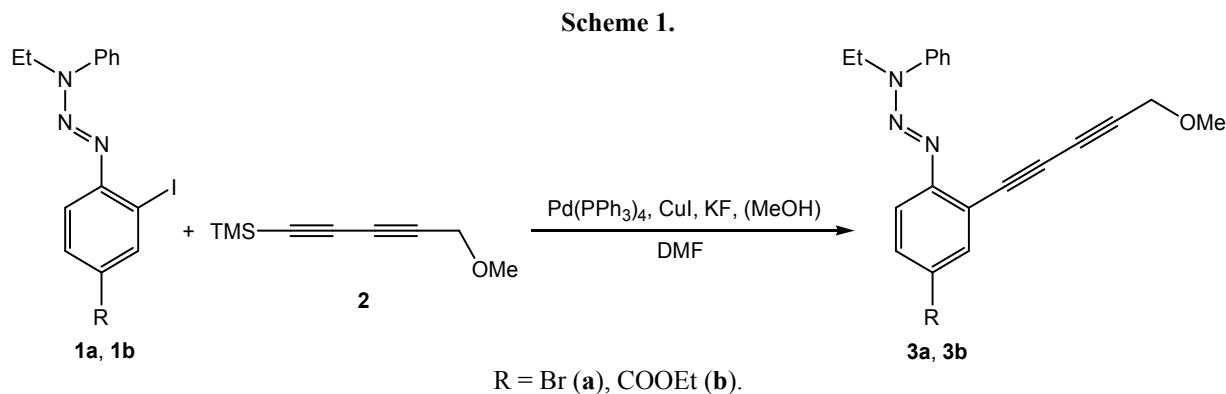 Scheme 1.
Et
Ph
N
N
N
I
R
1a, 1b
+
TMS
OMe
2
Pd(PPh3)4, CuI, KF, (MeOH)
DMF
Et
Ph
N
N
N
OMe
R
3a, 3b
R = Br (a), COOEt (b).